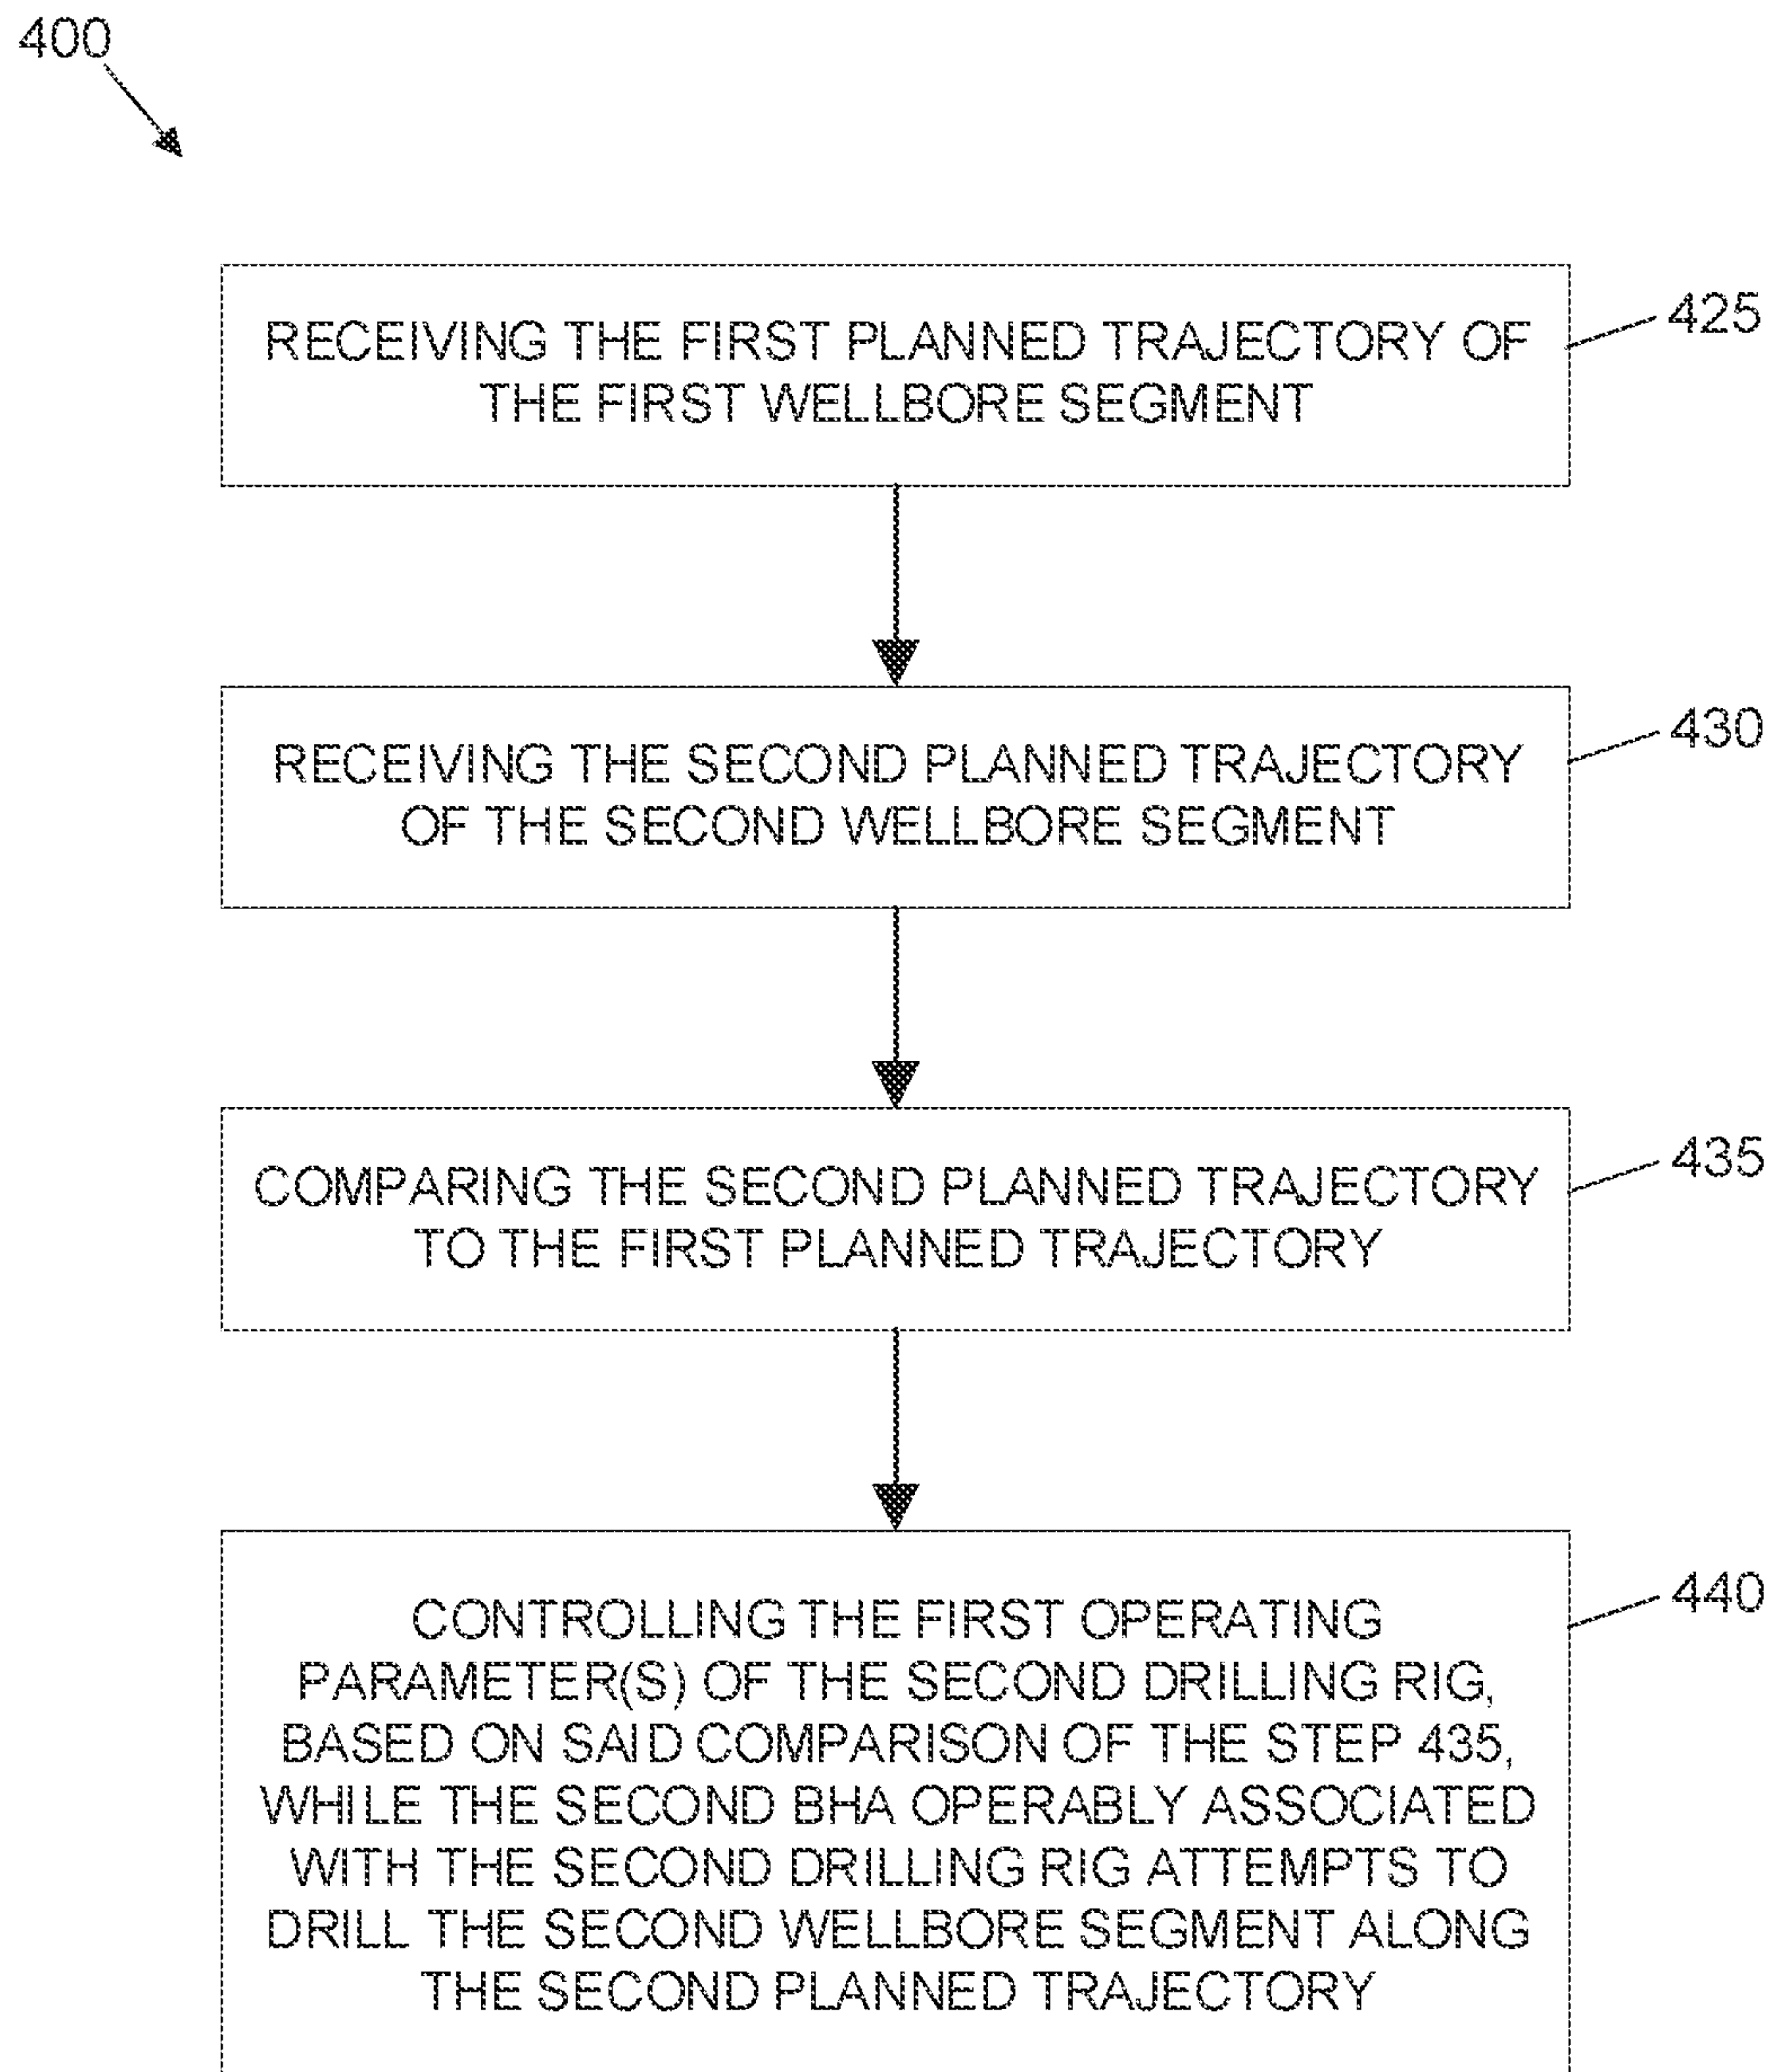 400
RECEIVING THE FIRST PLANNED TRAJECTORY OF
THE FIRST WELLBORE SEGMENT
425
RECEIVING THE SECOND PLANNED TRAJECTORY
OF THE SECOND WELLBORE SEGMENT
430
COMPARING THE SECOND PLANNED TRAJECTORY
TO THE FIRST PLANNED TRAJECTORY
435
CONTROLLING THE FIRST OPERATING
PARAMETER(S) OF THE SECOND DRILLING RIG,
BASED ON SAID COMPARISON OF THE STEP 435,
WHILE THE SECOND BHA OPERABLY ASSOCIATED
WITH THE SECOND DRILLING RIG ATTEMPTS TO
DRILL THE SECOND WELLBORE SEGMENT ALONG
THE SECOND PLANNED TRAJECTORY
440